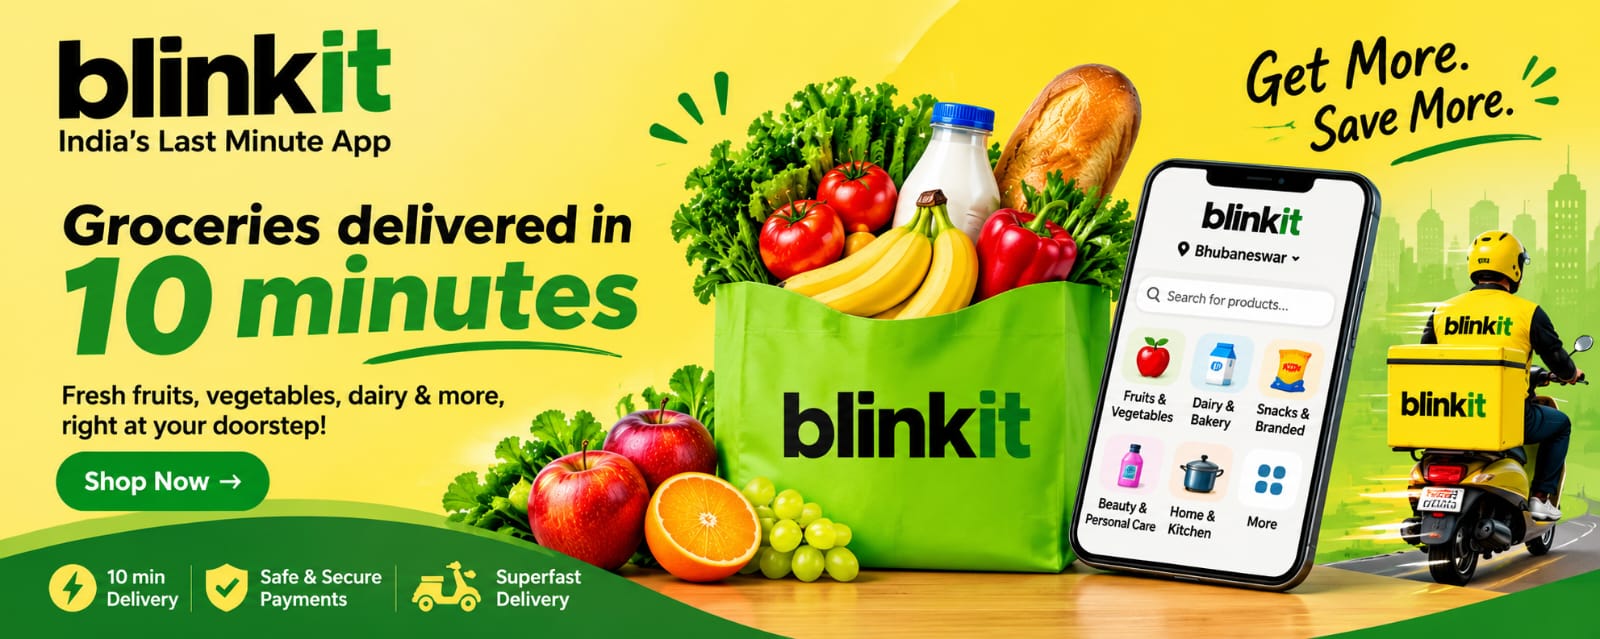 blinkit
India's Last Minute App
Groceries delivered in
10 minutes
Fresh fruits, vegetables, dairy & more,
right at your doorstep!
Shop Now →
10 min
Delivery
Safe & Secure
Payments
Superfast
Delivery
blinkit
Get More.
Save More.
blinkit
Bhubaneswar
Search for products...
Fruits &
Vegetables
Dairy &
Bakery
Snacks &
Branded
Beauty &
Personal Care
Home &
Kitchen
More
blinkit
blinkit